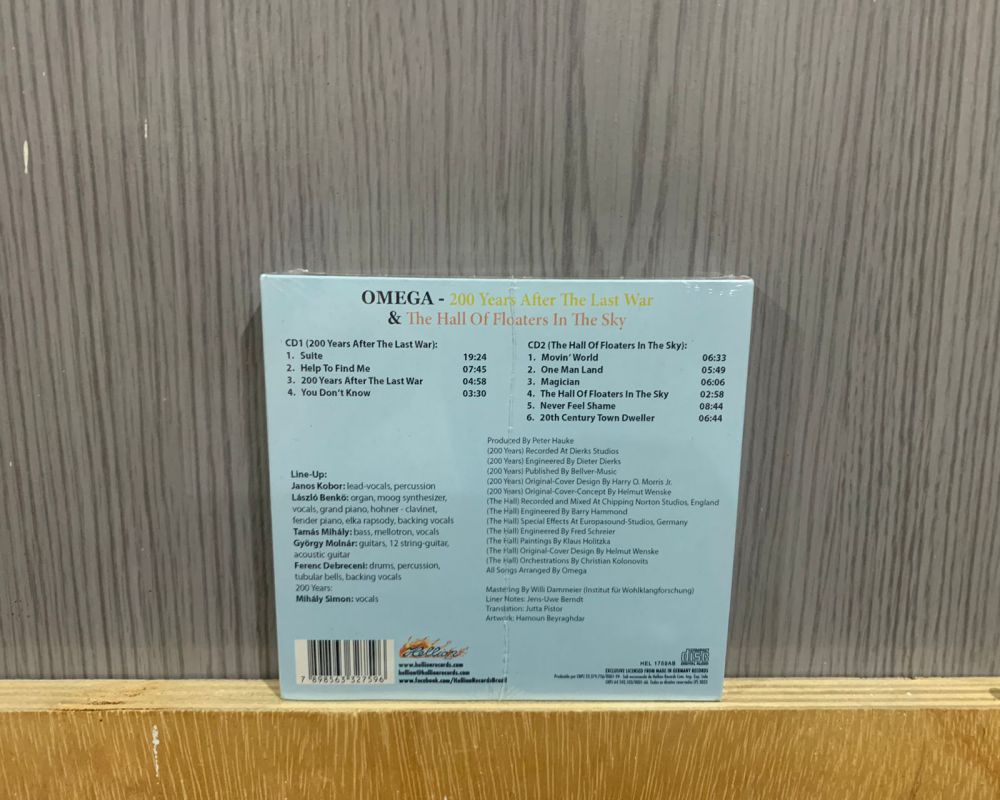 OMEGA - 200 Years After The Last War
& The Hall Of Floaters In The Sky
CD1 (200 Years After The Last War):
1. Suite 19:24
2. Help To Find Me 07:45
3. 200 Years After The Last War 04:58
4. You Don't Know 03:30
CD2 (The Hall Of Floaters In The Sky):
1. Movin' World 06:33
2. One Man Land 05:49
3. Magician 06:06
4. The Hall Of Floaters In The Sky 02:58
5. Never Feel Shame 08:44
6. 20th Century Town Dweller 06:44
Line-Up:
Janos Kobor: lead-vocals, percussion
László Benkö: organ, moog synthesizer,
vocals, grand piano, hohner - clavinet,
fender piano, elka rapsody, backing vocals
Tamás Mihály: bass, mellotron, vocals
György Molnár: guitars, 12 string-guitar,
acoustic guitar
Ferenc Debreceni: drums, percussion,
tubular bells, backing vocals
200 Years:
Mihály Simon: vocals
Produced By Peter Hauke
(200 Years) Recorded At Dierks Studios
(200 Years) Engineered By Dieter Dierks
(200 Years) Published By Bellver-Music
(200 Years) Original-Cover Design By Harry O. Morris Jr.
(200 Years) Original-Cover-Concept By Helmut Wenske
(The Hall) Recorded and Mixed At Chipping Norton Studios, England
(The Hall) Engineered By Barry Hammond
(The Hall) Special Effects At Europasound-Studios, Germany
(The Hall) Engineered By Fred Schreier
(The Hall) Paintings By Klaus Holitzka
(The Hall) Original-Cover Design By Helmut Wenske
(The Hall) Orchestrations By Christian Kolonovits
All Songs Arranged By Omega
Mastering By Willi Dammeier (Institut für Wohlklangforschung)
Liner Notes: Jens-Uwe Berndt
Translation: Jutta Pistor
Artwork: Hamoun Beyraghdar
7 898563 327596
Hellion
www.hellionrecords.com
hellion@hellionrecords.com
www.facebook.com/HellionRecordsBrazil
COMPACT
disc
DIGITAL AUDIO
HEL 1788AB
EXCLUSIVE LICENSED FROM MADE IN GERMANY RECORDS